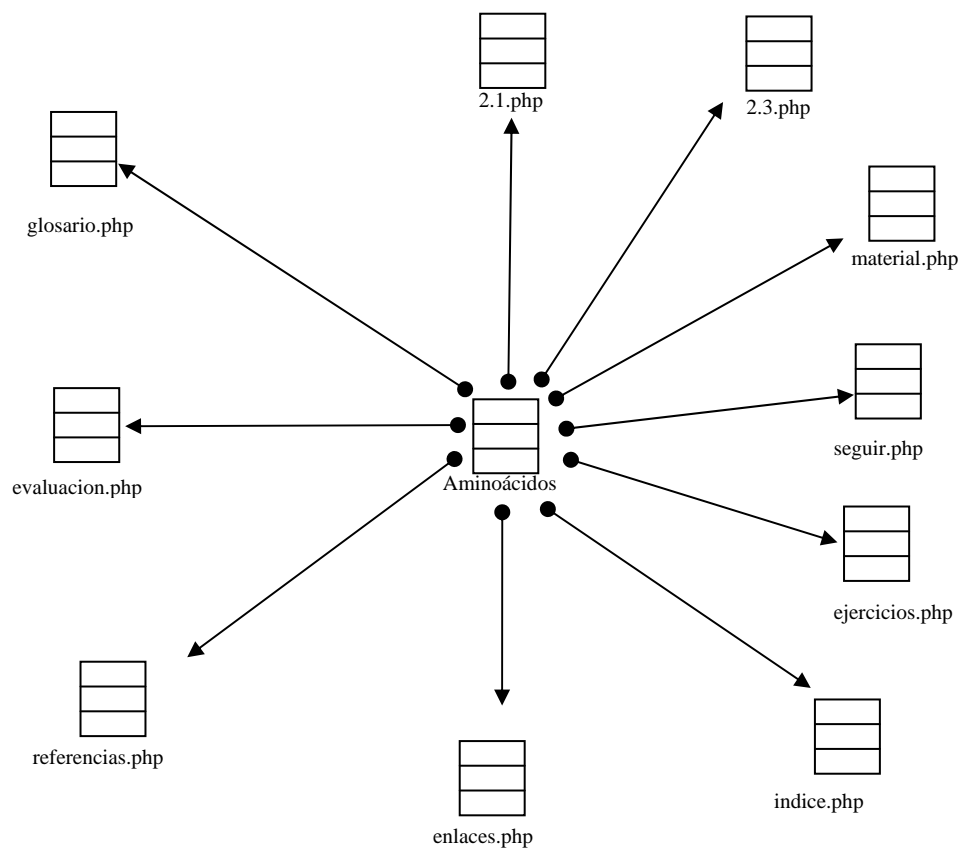 2.1.php
2.3.php
glosario.php
material.php
seguir.php
evaluacion.php
Aminoácidos
ejercicios.php
referencias.php
indice.php
enlaces.php